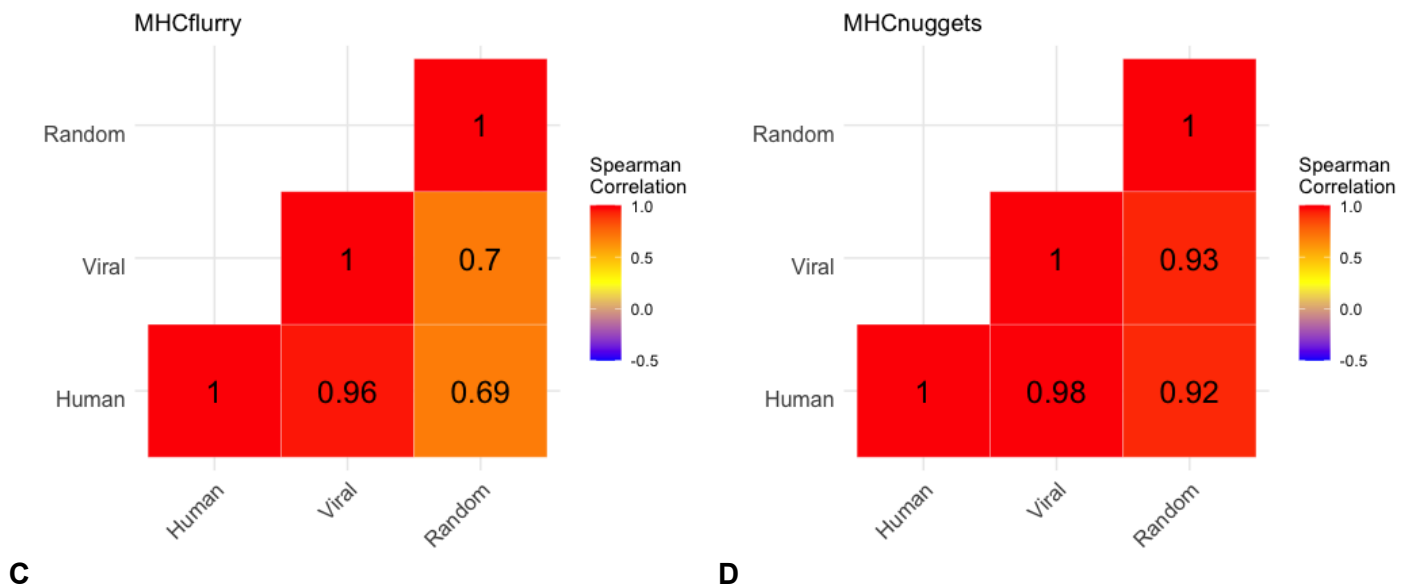 MHCflurry
Random
Viral
Human
1
1
0.7
1
0.96
0.69
Human
Viral
Random
Spearman
Correlation
1.0
0.5
0.0
-0.5
C
MHCnuggets
Random
Viral
Human
1
1
0.93
1
0.98
0.92
Human
Viral
Random
Spearman
Correlation
1.0
0.5
0.0
-0.5
D